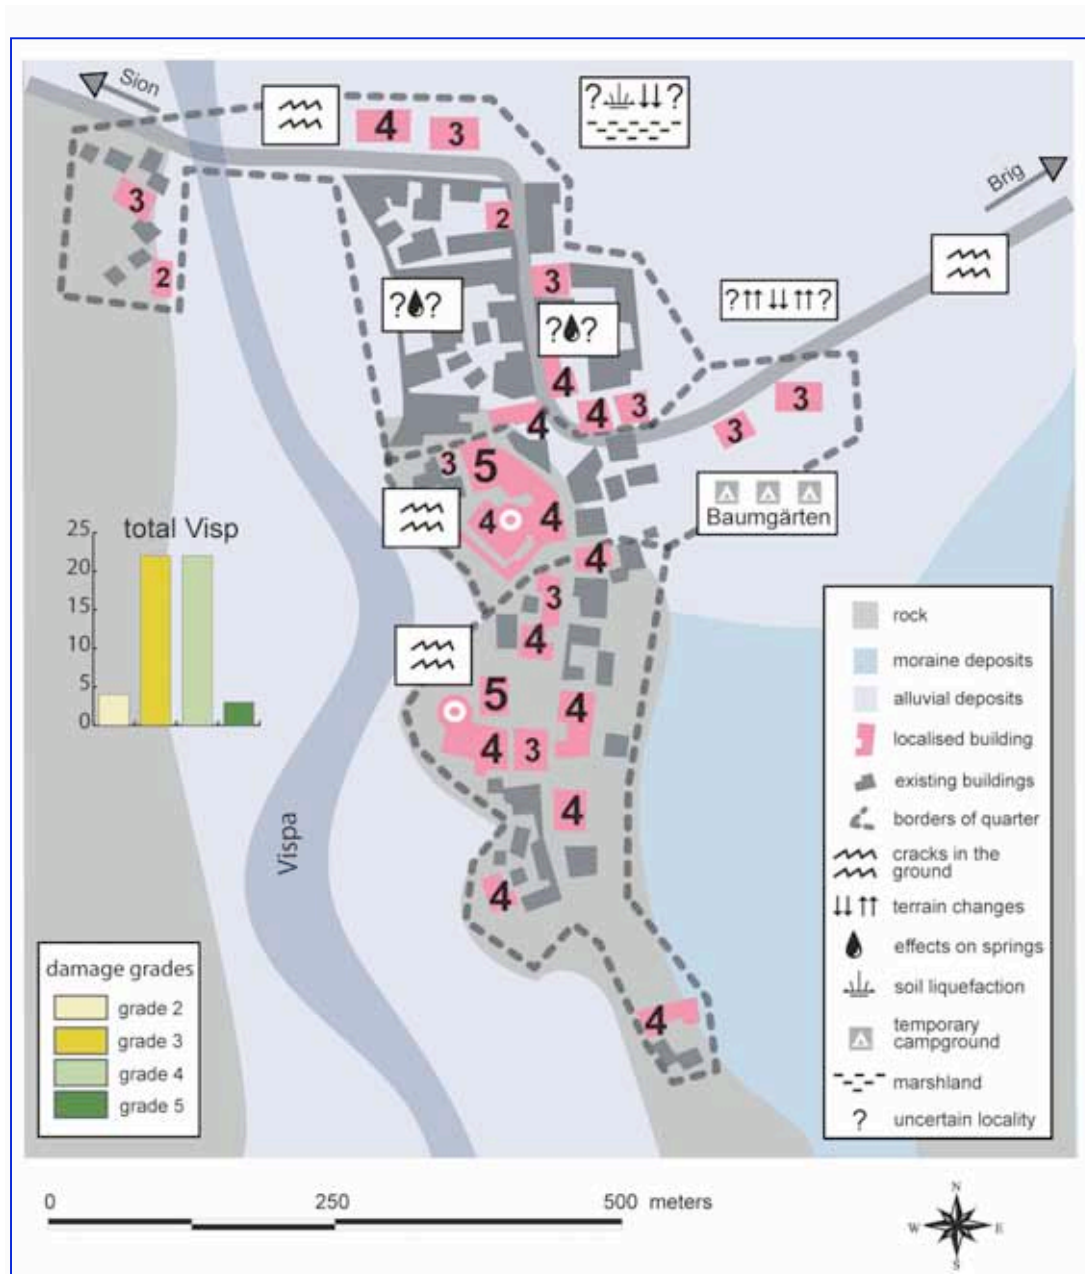 Sion
? ?
4
3
Brig
3
2
2
3
? ?
? ?
? ?
4
4
3
3
3
4
3
5
4
4
Baumgärten
total Visp
25
20
15
10
5
0
4
3
4
5
4
4
3
4
4
4
Vispa
rock
moraine deposits
alluvial deposits
localised building
existing buildings
borders of quarter
cracks in the
ground
terrain changes
effects on springs
soil liquefaction
temporary
campground
marshland
? uncertain locality
damage grades
grade 2
grade 3
grade 4
grade 5
0 250 500 meters
N
W E
S